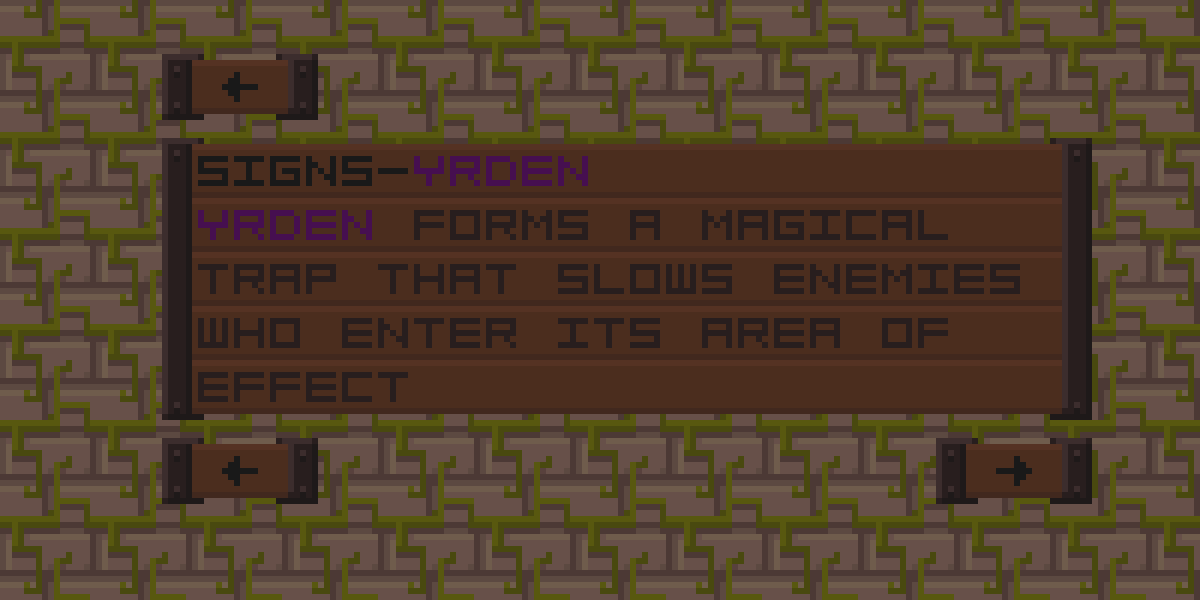 SIGNS-YRDEN
YRDEN FORMS A MAGICAL
TRAP THAT SLOWS ENEMIES
WHO ENTER ITS AREA OF
EFFECT